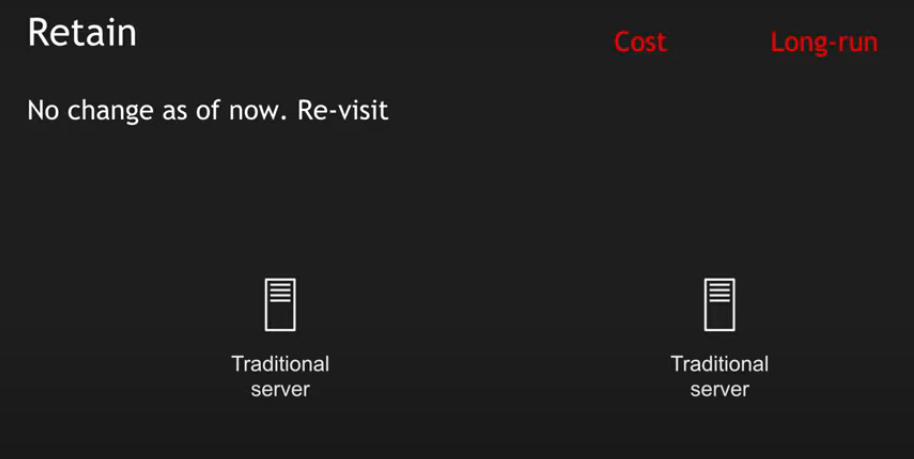 Retain
Cost
Long-run
No change as of now. Re-visit
Traditional
server
Traditional
server